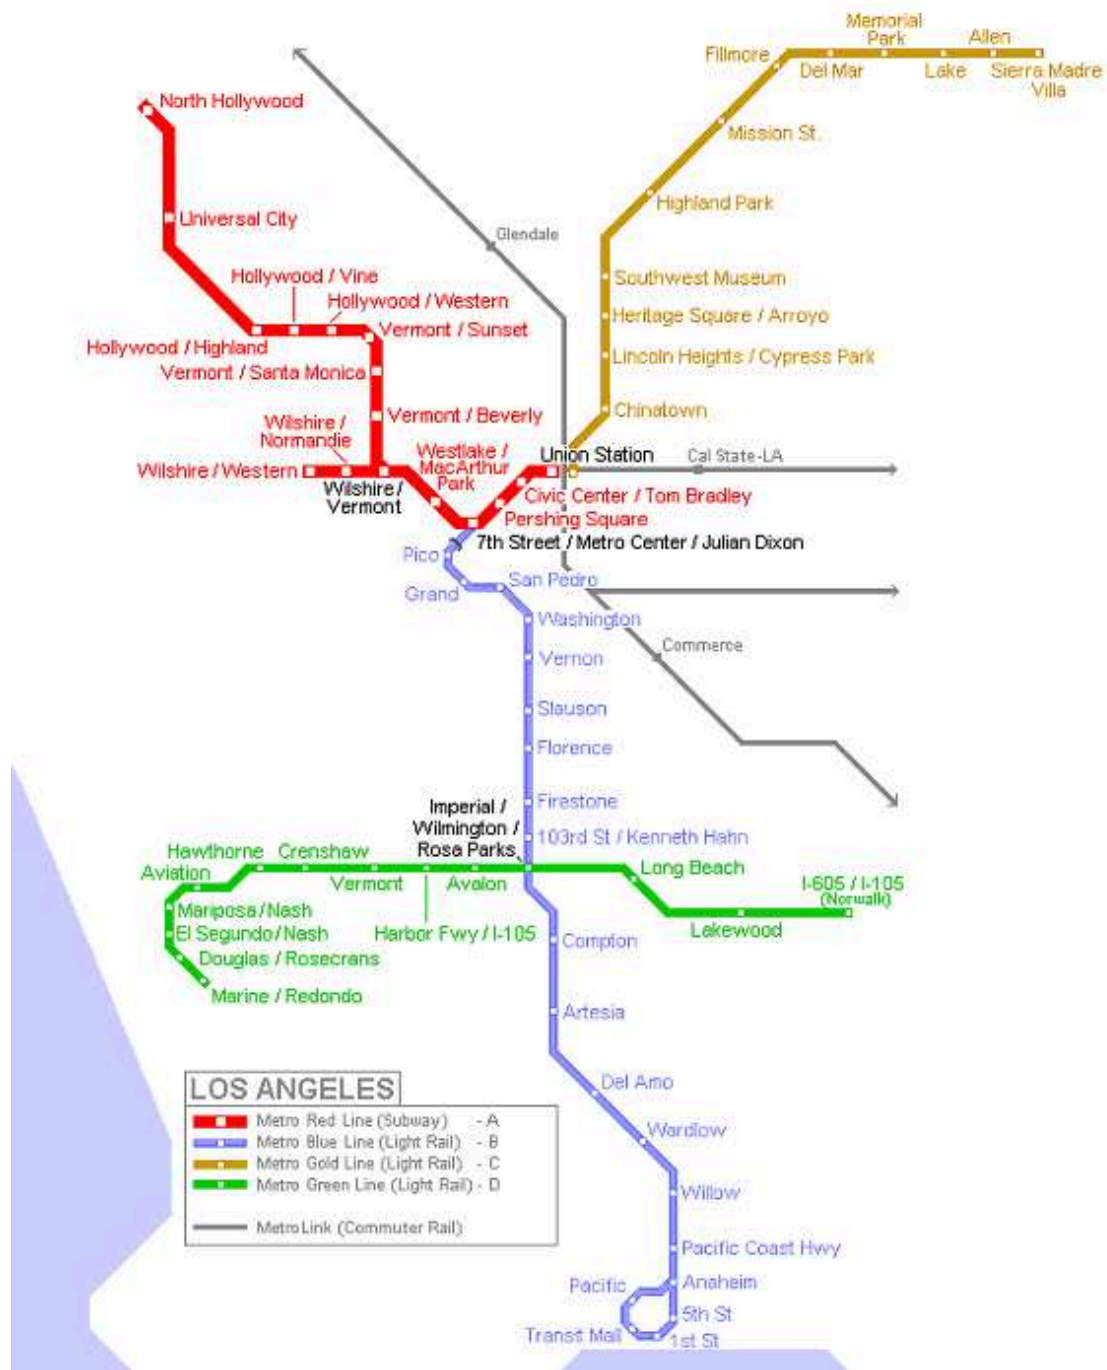 Memorial
Park
Allen
Fillmore
Del Mar
Lake
Sierra Madre
Villa
North Hollywood
Mission St.
Highland Park
Universal City
Glendale
Hollywood / Vine
Southwest Museum
Hollywood / Western
Heritage Square / Arroyo
Vermont / Sunset
Hollywood / Highland
Lincoln Heights / Cypress Park
Vermont / Santa Monica
Chinatown
Vermont / Beverly
Wilshire /
Normandie
Westlake /
MacArthur
Park
Union Station
Cal State-LA
Wilshire / Western
Wilshire /
Vermont
Civic Center / Tom Bradley
Pershing Square
7th Street / Metro Center / Julian Dixon
Pico
San Pedro
Grand
Washington
Commerce
Vernon
Slauson
Florence
Firestone
Imperial /
Wilmington /
Rosa Parks
103rd St / Kenneth Hahn
Hawthorne
Crenshaw
Aviation
Vermont
Avalon
Long Beach
I-605 / I-105
(Norwalk)
Mariposa / Nash
El Segundo / Nash
Harbor Fwy / I-105
Lakewood
Douglas / Rosecrans
Compton
Marine / Redondo
Artesia
Del Amo
LOS ANGELES
Metro Red Line (Subway) - A
Metro Blue Line (Light Rail) - B
Metro Gold Line (Light Rail) - C
Metro Green Line (Light Rail) - D
MetroLink (Commuter Rail)
Wardlow
Willow
Pacific Coast Hwy
Pacific
Anaheim
5th St
Transit Mall
1st St